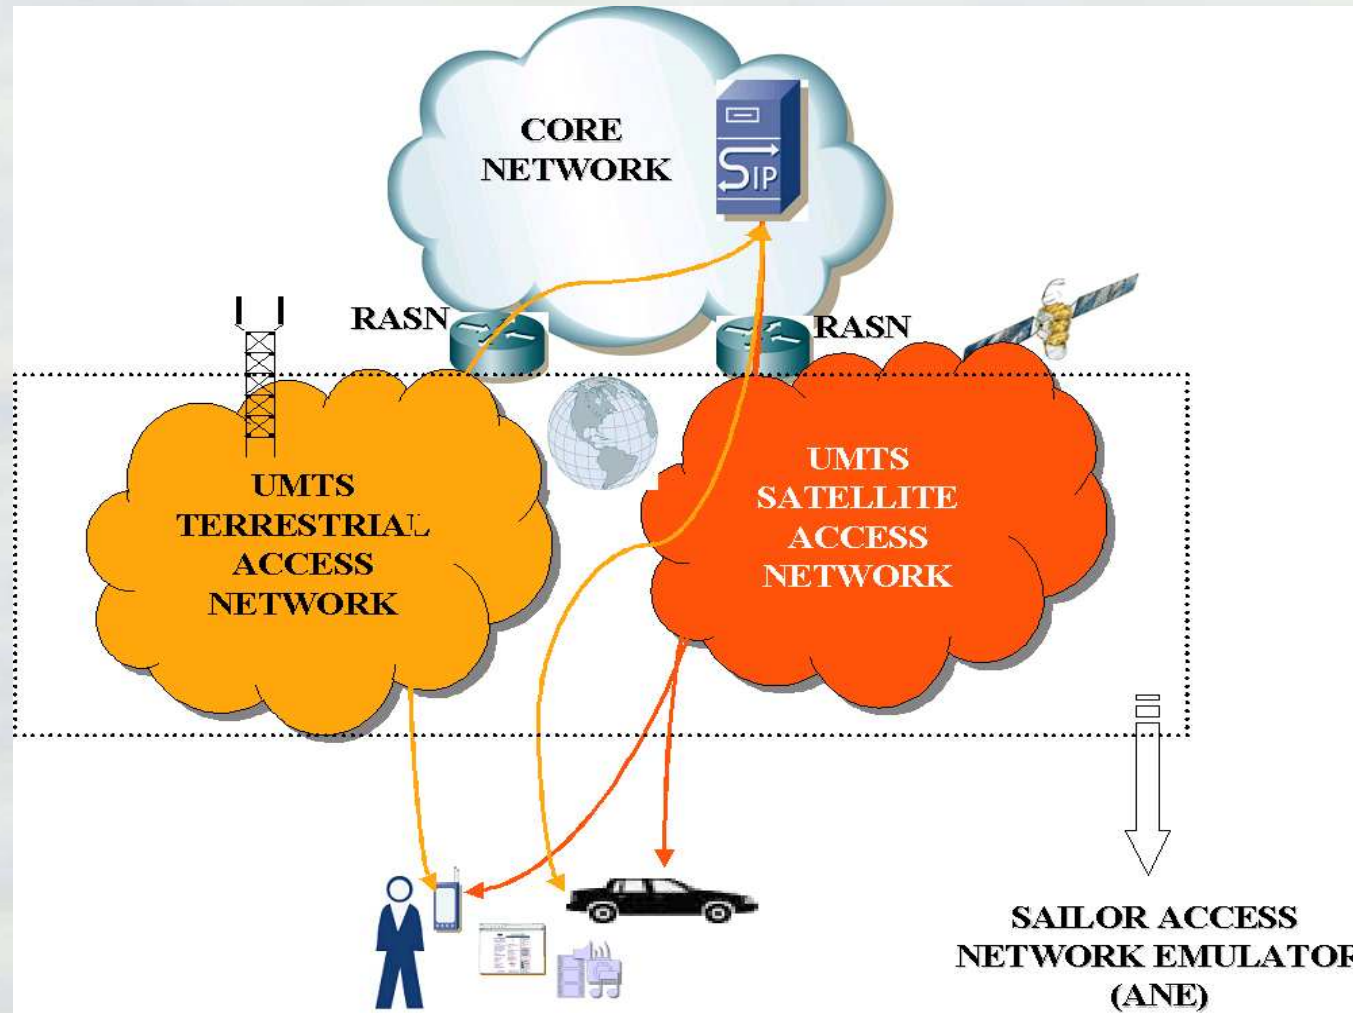 CORE
NETWORK
SIP
RASN
RASN
UMTS
TERRESTRIAL
ACCESS
NETWORK
UMTS
SATELLITE
ACCESS
NETWORK
SAILOR ACCESS
NETWORK EMULATOR
(ANE)